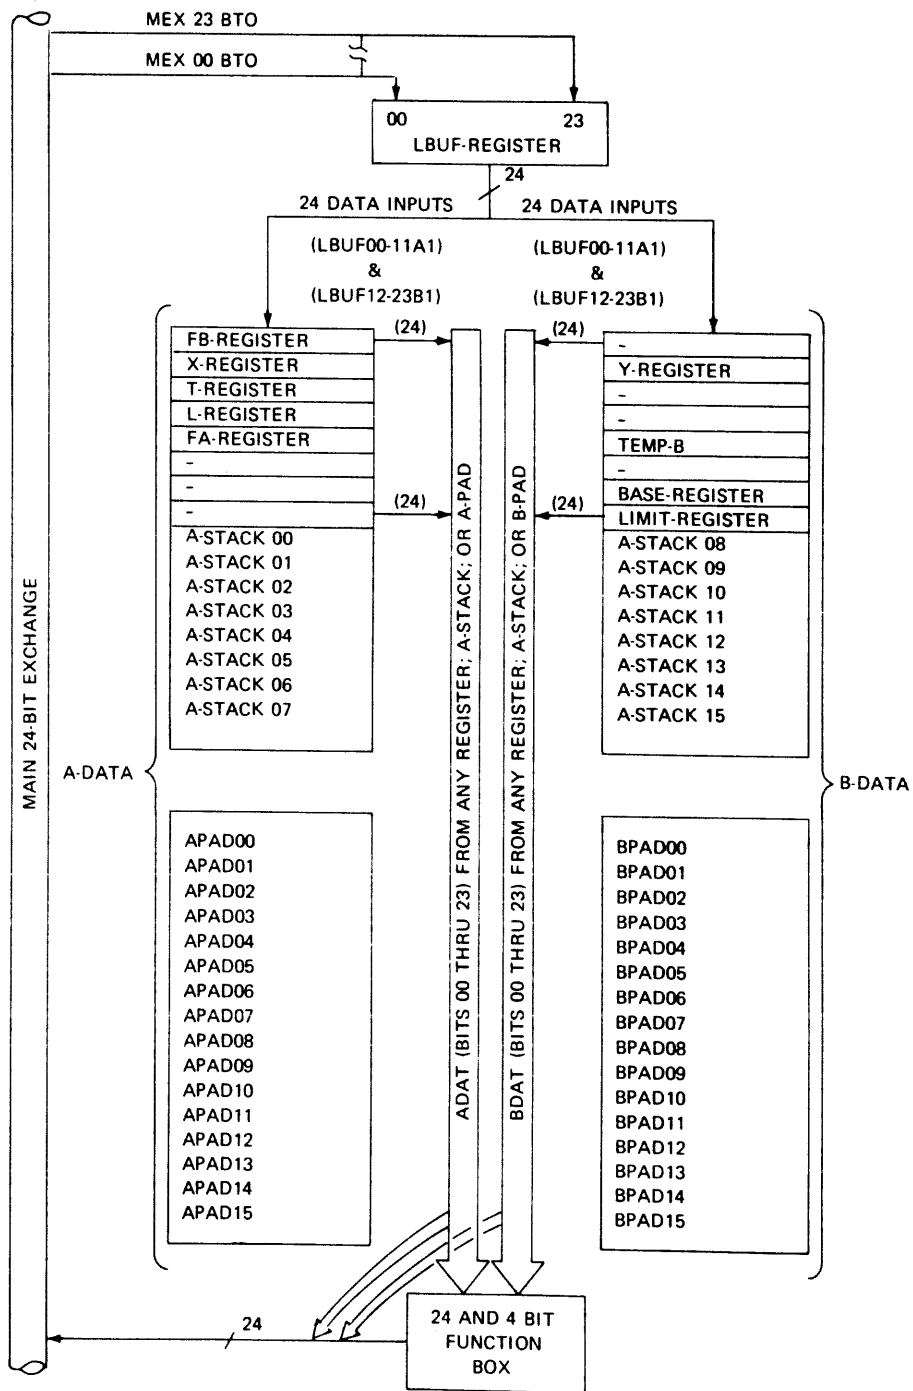 MEX 23 BTO
MEX 00 BTO
00 23
LBUF-REGISTER
24
24 DATA INPUTS
24 DATA INPUTS
(LBUF00-11A1)
&
(LBUF12-23B1)
(LBUF00-11A1)
&
(LBUF12-23B1)
MAIN 24-BIT EXCHANGE
A-DATA
FB-REGISTER
X-REGISTER
T-REGISTER
L-REGISTER
FA-REGISTER
-
-
-
A-STACK 00
A-STACK 01
A-STACK 02
A-STACK 03
A-STACK 04
A-STACK 05
A-STACK 06
A-STACK 07
APAD00
APAD01
APAD02
APAD03
APAD04
APAD05
APAD06
APAD07
APAD08
APAD09
APAD10
APAD11
APAD12
APAD13
APAD14
APAD15
(24)
(24)
ADAT (BITS 00 THRU 23) FROM ANY REGISTER; A-STACK; OR A-PAD
BDAT (BITS 00 THRU 23) FROM ANY REGISTER; A-STACK; OR B-PAD
(24)
(24)
-
Y-REGISTER
-
-
TEMP-B
-
BASE-REGISTER
LIMIT-REGISTER
A-STACK 08
A-STACK 09
A-STACK 10
A-STACK 11
A-STACK 12
A-STACK 13
A-STACK 14
A-STACK 15
BPAD00
BPAD01
BPAD02
BPAD03
BPAD04
BPAD05
BPAD06
BPAD07
BPAD08
BPAD09
BPAD10
BPAD11
BPAD12
BPAD13
BPAD14
BPAD15
B-DATA
24
24 AND 4 BIT
FUNCTION
BOX